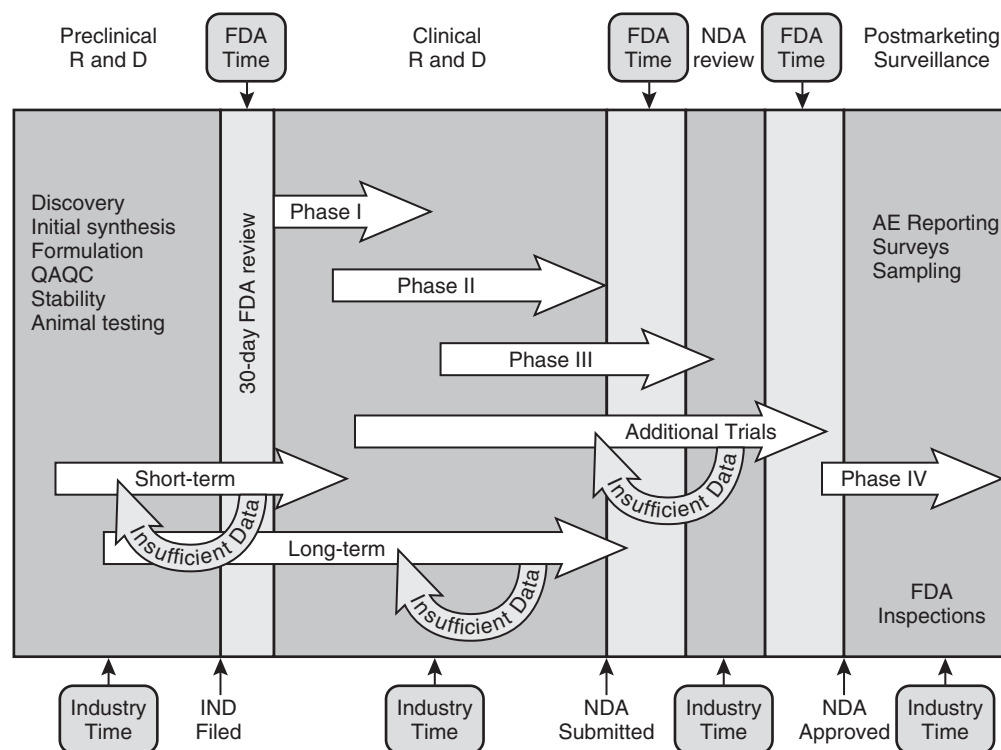 Preclinical
R and D
FDA
Time
Clinical
R and D
FDA
Time
NDA
review
FDA
Time
Postmarketing
Surveillance
Discovery
Initial synthesis
Formulation
QAQC
Stability
Animal testing
30-day FDA review
Phase I
Phase II
Phase III
Additional Trials
Insufficient Data
Short-term
Insufficient Data
Long-term
Insufficient Data
Phase IV
AE Reporting
Surveys
Sampling
FDA
Inspections
Industry
Time
IND
Filed
Industry
Time
NDA
Submitted
Industry
Time
NDA
Approved
Industry
Time